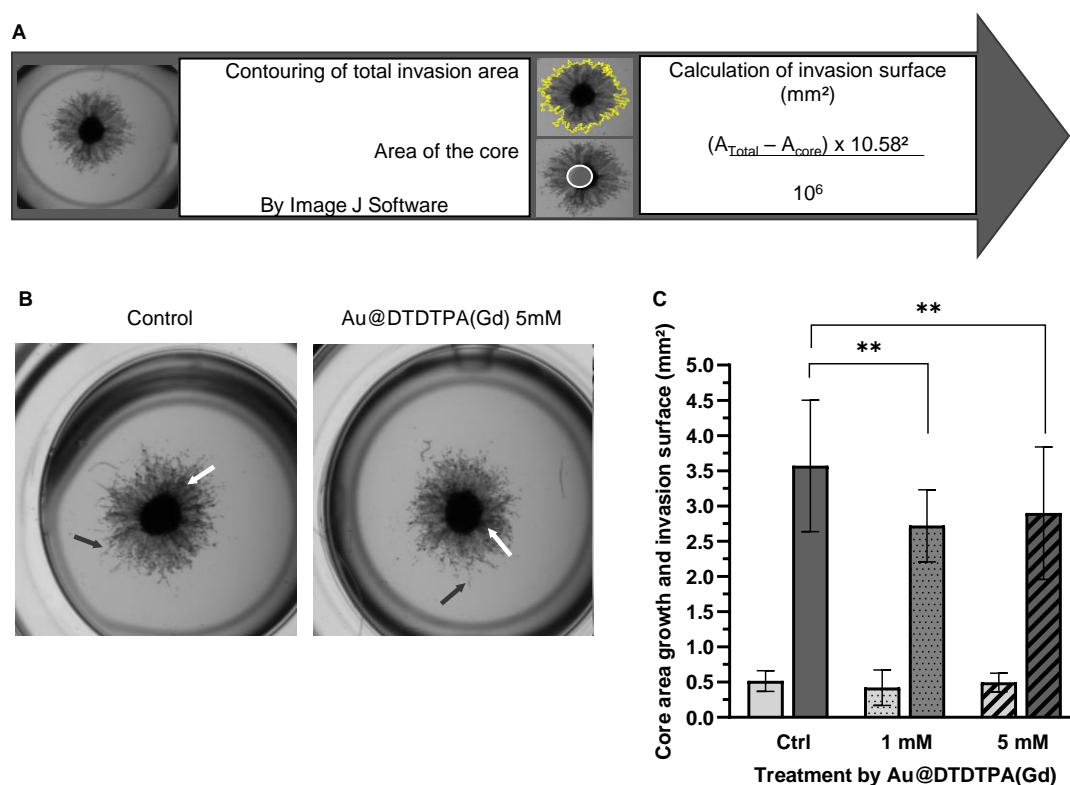 A
Contouring of total invasion area
Area of the core
By Image J Software
Calculation of invasion surface
(mm²)
(A_Total – A_core) x 10.58²
10⁶
B
Control
Au@DTDTPA(Gd) 5mM
C
**
**
Core area growth and invasion surface (mm²)
5.0
4.5
4.0
3.5
3.0
2.5
2.0
1.5
1.0
0.5
0.0
Ctrl
1 mM
5 mM
Treatment by Au@DTDTPA(Gd)